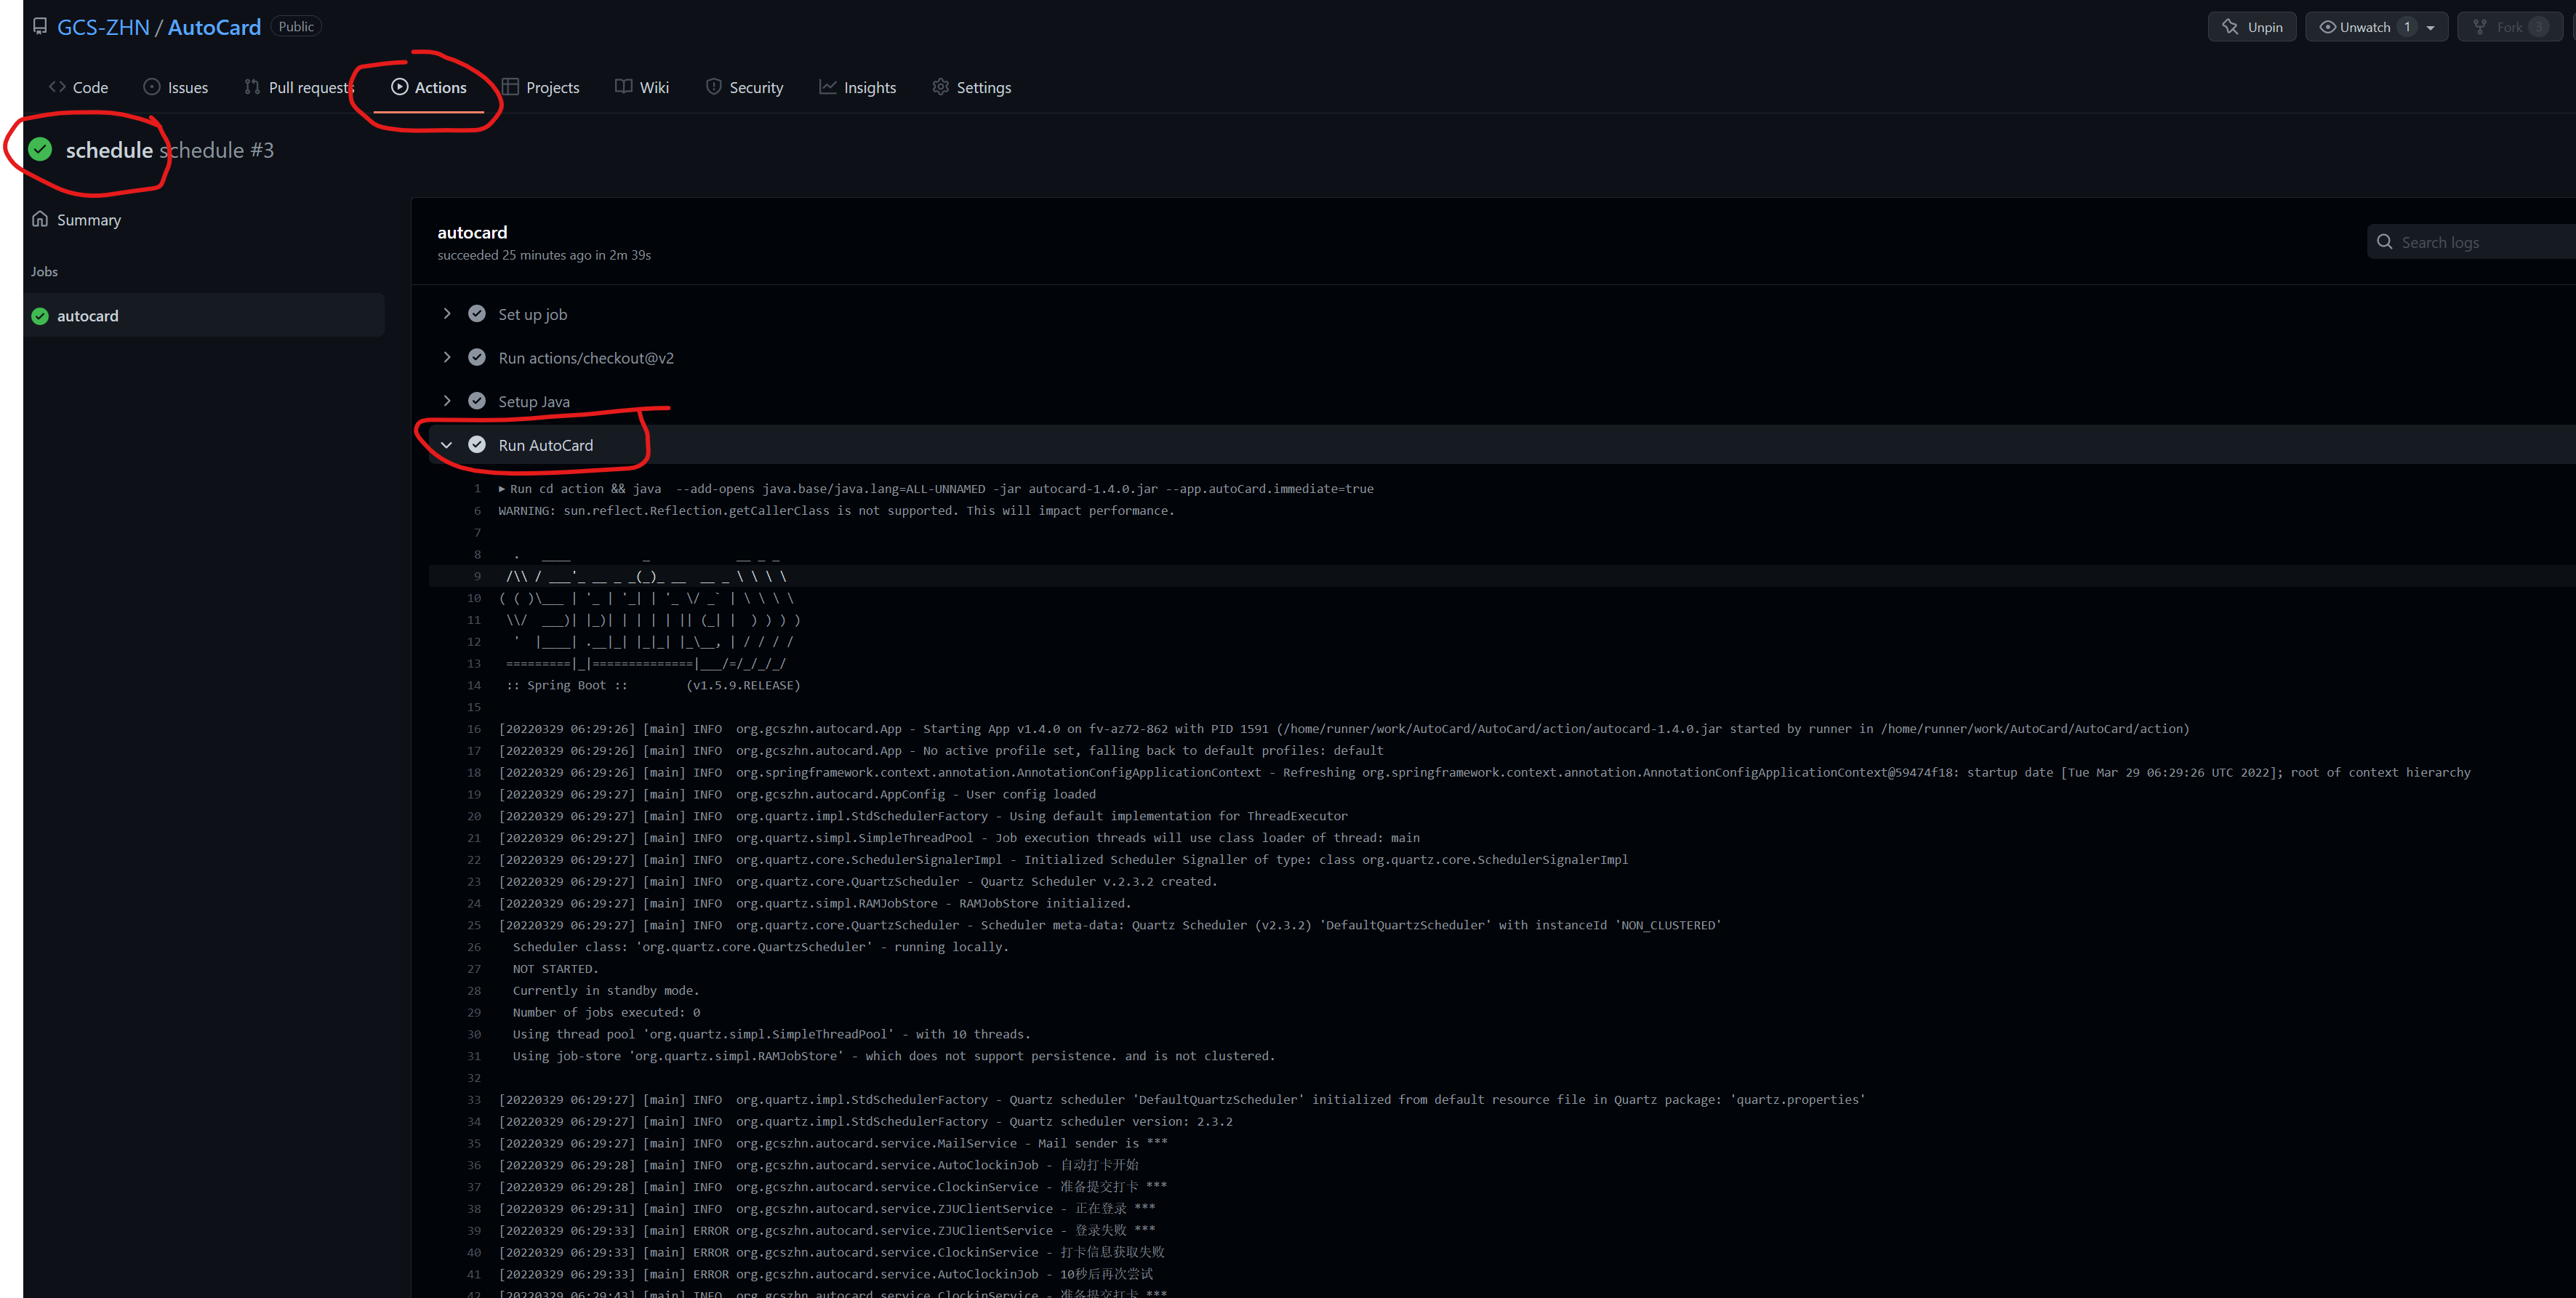 GCS-ZHN / AutoCard Public
Unpin
Unwatch 1
Fork 3
Code
Issues
Pull requests
Actions
Projects
Wiki
Security
Insights
Settings
schedule schedule #3
Summary
Jobs
autocard
autocard
succeeded 25 minutes ago in 2m 39s
Search logs
Set up job
Run actions/checkout@v2
Setup Java
Run AutoCard
1 ▶ Run cd action && java  --add-opens java.base/java.lang=ALL-UNNAMED -jar autocard-1.4.0.jar --app.autoCard.immediate=true
6 WARNING: sun.reflect.Reflection.getCallerClass is not supported. This will impact performance.
7
8   .   ____          _            __ _ _
9  /\\ / ___'_ __ _ _(_)_ __  __ _ \ \ \ \
10 ( ( )\___ | '_ | '_| | '_ \/ _` | \ \ \ \
11  \\/  ___)| |_)| | | | | || (_| |  ) ) ) )
12   '  |____| .__|_| |_|_| |_\__, | / / / /
13  =========|_|==============|___/=/_/_/_/
14  :: Spring Boot ::        (v1.5.9.RELEASE)
15
16 [20220329 06:29:26] [main] INFO  org.gcszhn.autocard.App - Starting App v1.4.0 on fv-az72-862 with PID 1591 (/home/runner/work/AutoCard/AutoCard/action/autocard-1.4.0.jar started by runner in /home/runner/work/AutoCard/AutoCard/action)
17 [20220329 06:29:26] [main] INFO  org.gcszhn.autocard.App - No active profile set, falling back to default profiles: default
18 [20220329 06:29:26] [main] INFO  org.springframework.context.annotation.AnnotationConfigApplicationContext - Refreshing org.springframework.context.annotation.AnnotationConfigApplicationContext@59474f18: startup date [Tue Mar 29 06:29:26 UTC 2022]; root of context hierarchy
19 [20220329 06:29:27] [main] INFO  org.gcszhn.autocard.AppConfig - User config loaded
20 [20220329 06:29:27] [main] INFO  org.quartz.impl.StdSchedulerFactory - Using default implementation for ThreadExecutor
21 [20220329 06:29:27] [main] INFO  org.quartz.simpl.SimpleThreadPool - Job execution threads will use class loader of thread: main
22 [20220329 06:29:27] [main] INFO  org.quartz.core.SchedulerSignalerImpl - Initialized Scheduler Signaller of type: class org.quartz.core.SchedulerSignalerImpl
23 [20220329 06:29:27] [main] INFO  org.quartz.core.QuartzScheduler - Quartz Scheduler v.2.3.2 created.
24 [20220329 06:29:27] [main] INFO  org.quartz.simpl.RAMJobStore - RAMJobStore initialized.
25 [20220329 06:29:27] [main] INFO  org.quartz.core.QuartzScheduler - Scheduler meta-data: Quartz Scheduler (v2.3.2) 'DefaultQuartzScheduler' with instanceId 'NON_CLUSTERED'
26   Scheduler class: 'org.quartz.core.QuartzScheduler' - running locally.
27   NOT STARTED.
28   Currently in standby mode.
29   Number of jobs executed: 0
30   Using thread pool 'org.quartz.simpl.SimpleThreadPool' - with 10 threads.
31   Using job-store 'org.quartz.simpl.RAMJobStore' - which does not support persistence. and is not clustered.
32
33 [20220329 06:29:27] [main] INFO  org.quartz.impl.StdSchedulerFactory - Quartz scheduler 'DefaultQuartzScheduler' initialized from default resource file in Quartz package: 'quartz.properties'
34 [20220329 06:29:27] [main] INFO  org.quartz.impl.StdSchedulerFactory - Quartz scheduler version: 2.3.2
35 [20220329 06:29:27] [main] INFO  org.gcszhn.autocard.service.MailService - Mail sender is ***
36 [20220329 06:29:28] [main] INFO  org.gcszhn.autocard.service.AutoClockinJob - 自动打卡开始
37 [20220329 06:29:28] [main] INFO  org.gcszhn.autocard.service.ClockinService - 准备提交打卡 ***
38 [20220329 06:29:31] [main] INFO  org.gcszhn.autocard.service.ZJUClientService - 正在登录 ***
39 [20220329 06:29:33] [main] ERROR org.gcszhn.autocard.service.ZJUClientService - 登录失败 ***
40 [20220329 06:29:33] [main] ERROR org.gcszhn.autocard.service.ClockinService - 打卡信息获取失败
41 [20220329 06:29:33] [main] ERROR org.gcszhn.autocard.service.AutoClockinJob - 10秒后再次尝试
42 [20220329 06:29:43] [main] INFO  org.gcszhn.autocard.service.ClockinService - 准备提交打卡 ***